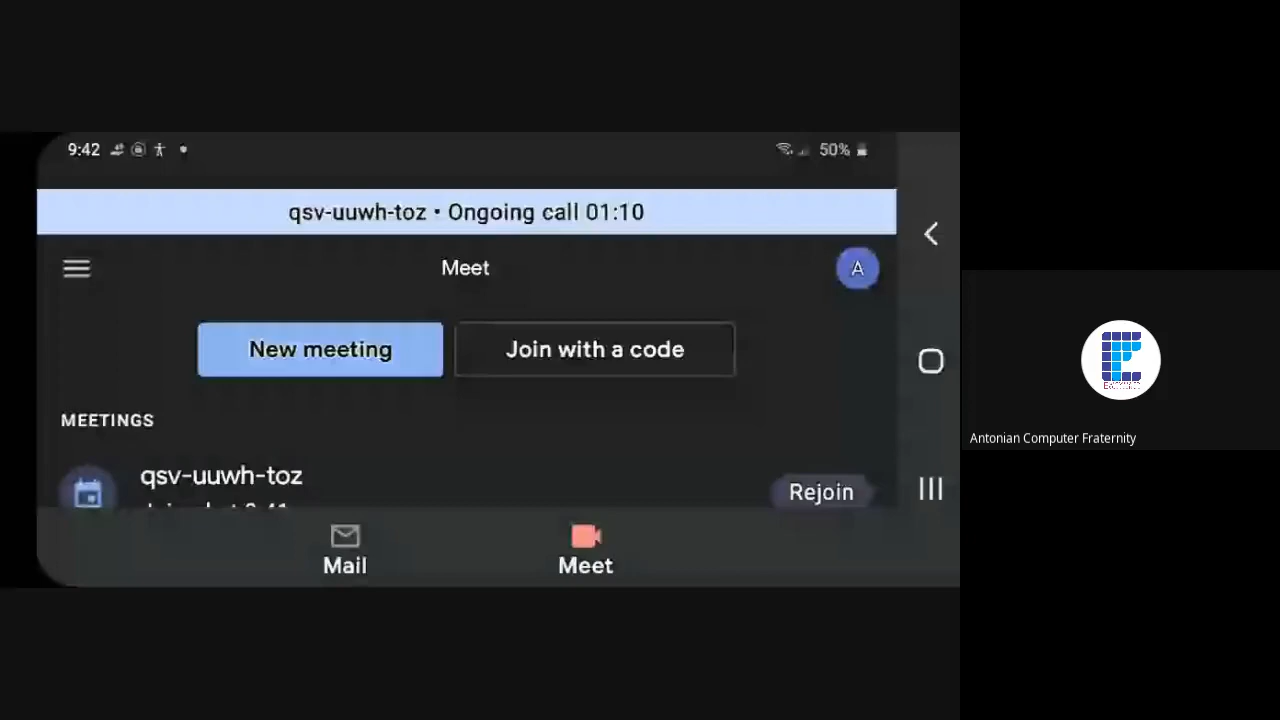 9:42
50%
qsv-uuwh-toz • Ongoing call 01:10
Meet
A
New meeting
Join with a code
MEETINGS
qsv-uuwh-toz
Rejoin
Mail
Meet
Antonian Computer Fraternity